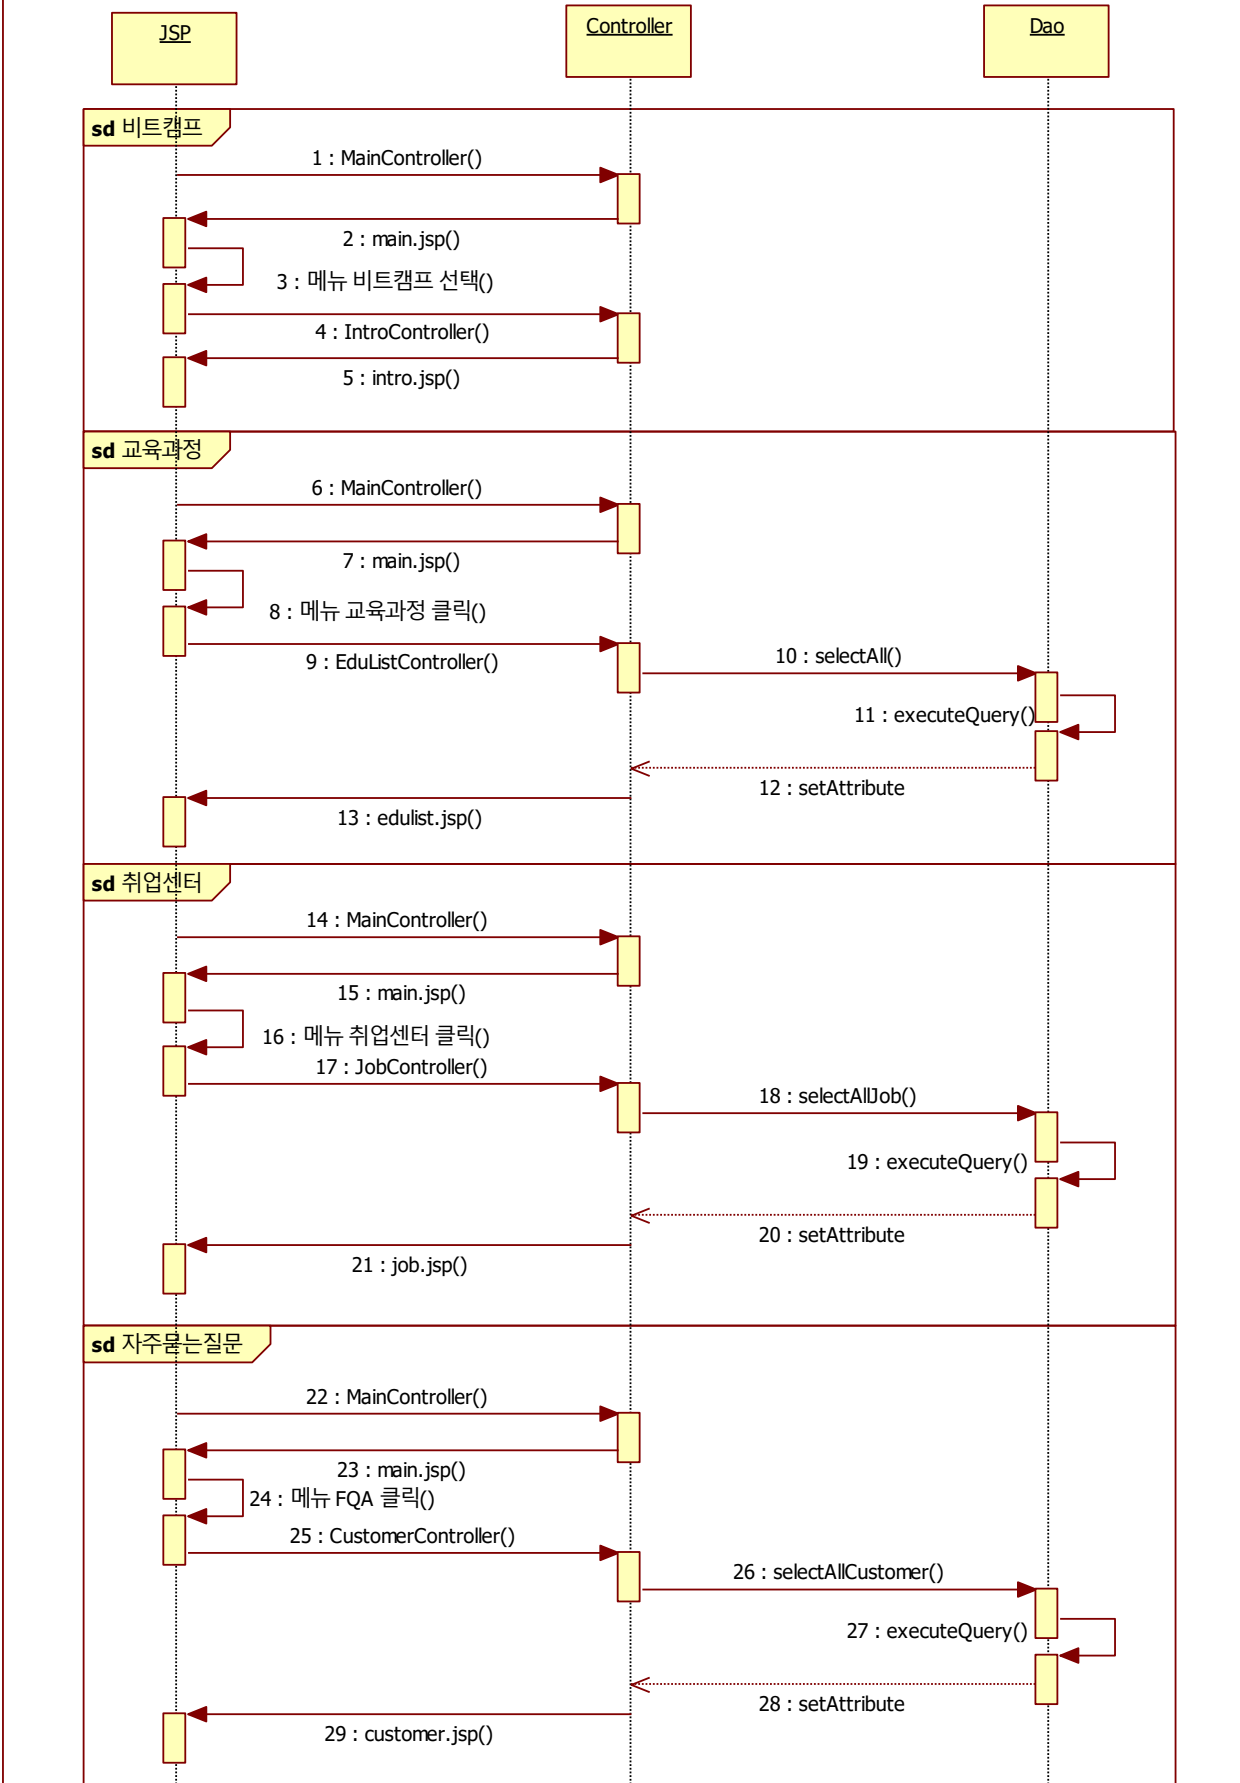 JSP
Controller
Dao
sd 비트캠프
1 : MainController()
2 : main.jsp()
3 : 메뉴 비트캠프 선택()
4 : IntroController()
5 : intro.jsp()
sd 교육과정
6 : MainController()
7 : main.jsp()
8 : 메뉴 교육과정 클릭()
9 : EduListController()
10 : selectAll()
11 : executeQuery()
12 : setAttribute
13 : edulist.jsp()
sd 취업센터
14 : MainController()
15 : main.jsp()
16 : 메뉴 취업센터 클릭()
17 : JobController()
18 : selectAllJob()
19 : executeQuery()
20 : setAttribute
21 : job.jsp()
sd 자주묻는질문
22 : MainController()
23 : main.jsp()
24 : 메뉴 FQA 클릭()
25 : CustomerController()
26 : selectAllCustomer()
27 : executeQuery()
28 : setAttribute
29 : customer.jsp()